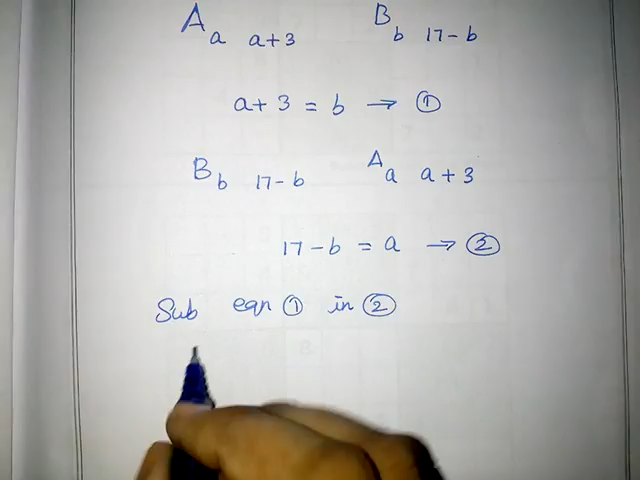 A a a+3 B b 17-b
a+3 = b → ①
B b 17-b A a a+3
17-b = a → ②
Sub eqn ① in ②